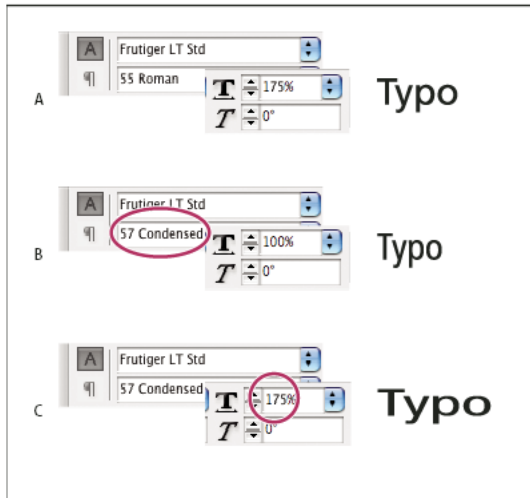 A
Frutiger LT Std
¶
55 Roman
T
175%
T
0°
A
Typo
A
Frutiger LT Std
¶
57 Condensed
T
100%
T
0°
B
Typo
A
Frutiger LT Std
¶
57 Condensed
T
175%
T
0°
C
Typo